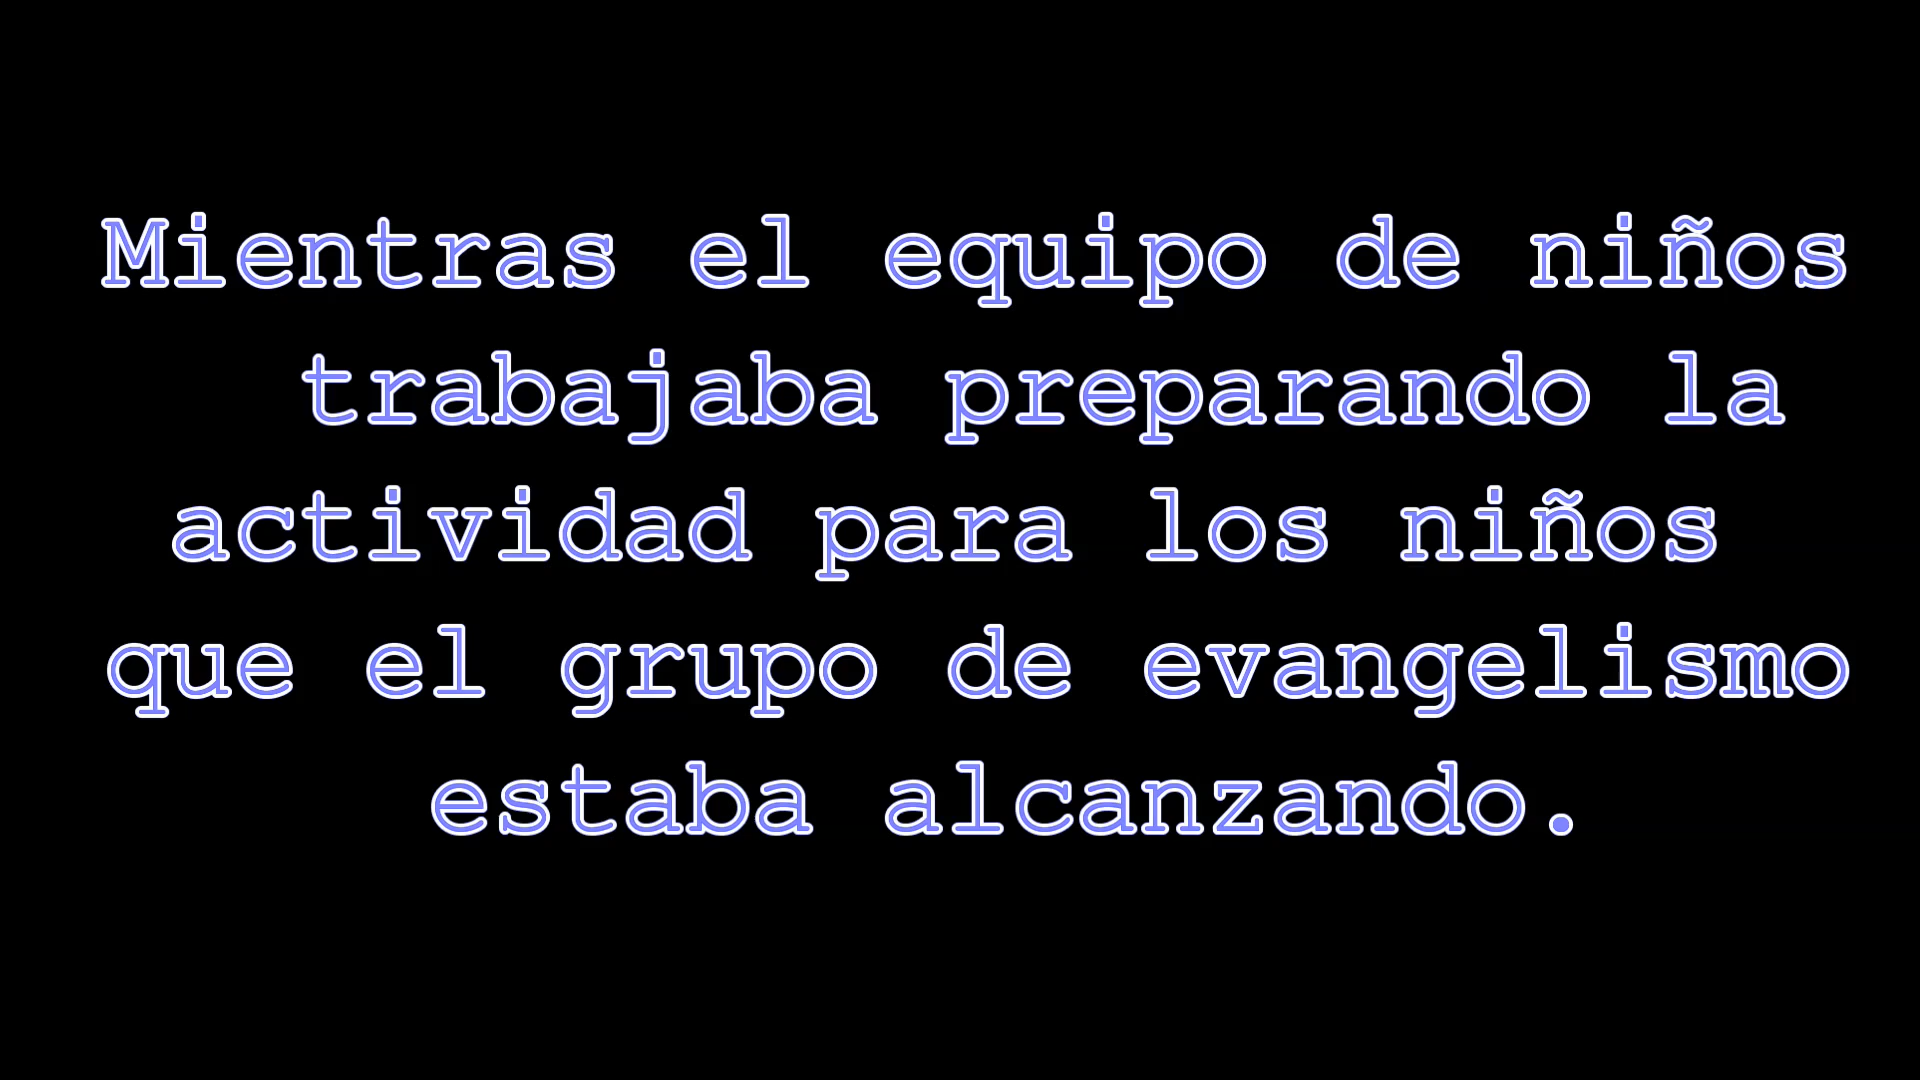 Mientras el equipo de niños
trabajaba preparando la
actividad para los niños
que el grupo de evangelismo
estaba alcanzando.